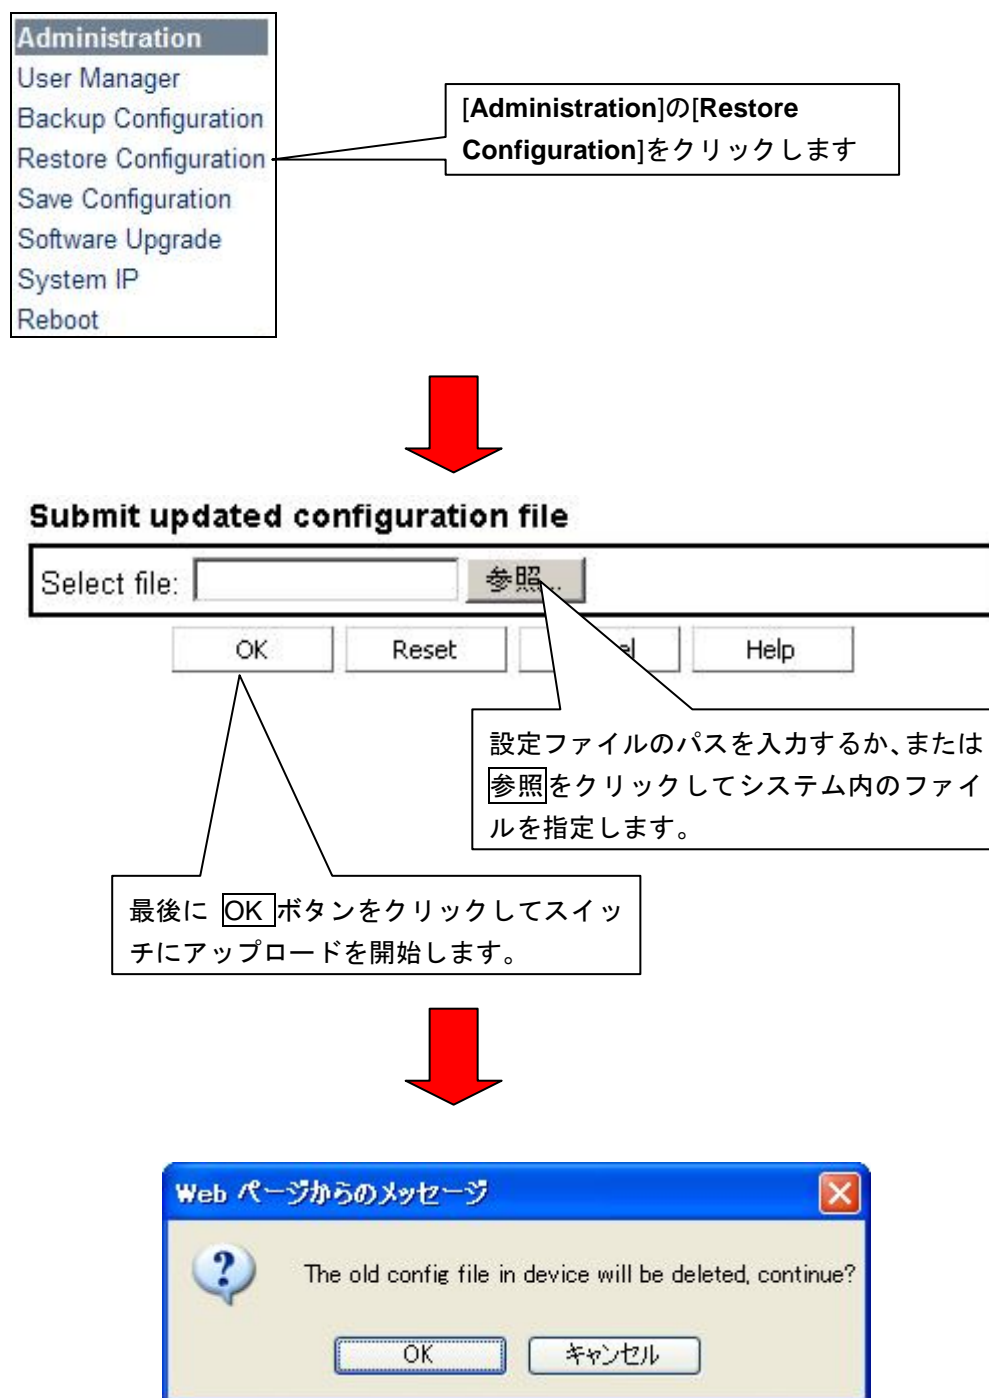 Administration
User Manager
Backup Configuration
Restore Configuration
Save Configuration
Software Upgrade
System IP
Reboot
[Administration]の[Restore
Configuration]をクリックします
Submit updated configuration file
Select file:
参照...
OK
Reset
Help
設定ファイルのパスを入力するか、または
参照をクリックしてシステム内のファイ
ルを指定します。
最後に OK ボタンをクリックしてスイッ
チにアップロードを開始します。
Web ページからのメッセージ
The old config file in device will be deleted, continue?
OK
キャンセル